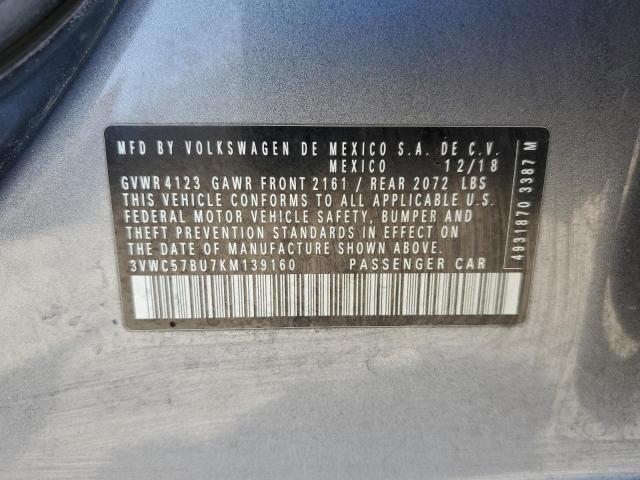 MFD BY VOLKSWAGEN DE MEXICO S.A. DE C.V.
MEXICO 12/18
GVWR 4123 GAWR FRONT 2161 / REAR 2072 LBS
THIS VEHICLE CONFORMS TO ALL APPLICABLE U.S.
FEDERAL MOTOR VEHICLE SAFETY, BUMPER AND
THEFT PREVENTION STANDARDS IN EFFECT ON
THE DATE OF MANUFACTURE SHOWN ABOVE.
3VWC57BU7KM139160 PASSENGER CAR
4931870 3387 M